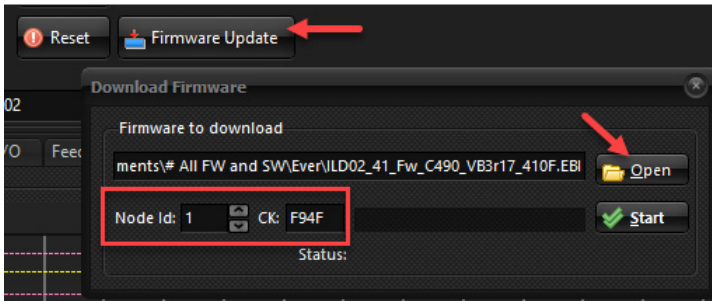 Reset Firmware Update
Download Firmware
02
Firmware to download
/O Feed
ments\# All FW and SW\Ever\ILD02_41_Fw_C490_VB3r17_410F.EBI
Open
Node Id: 1 CK: F94F
Start
Status: